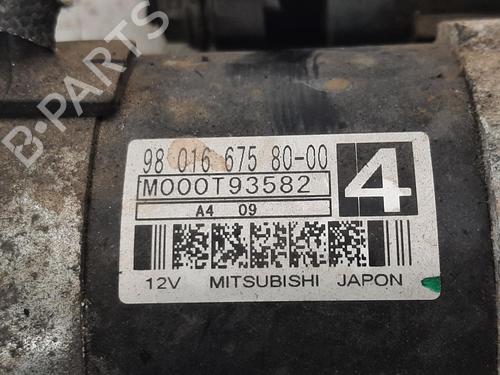 B-PARTS
98 016 675 80-00
M000T93582
4
A4 09
12V MITSUBISHI JAPON